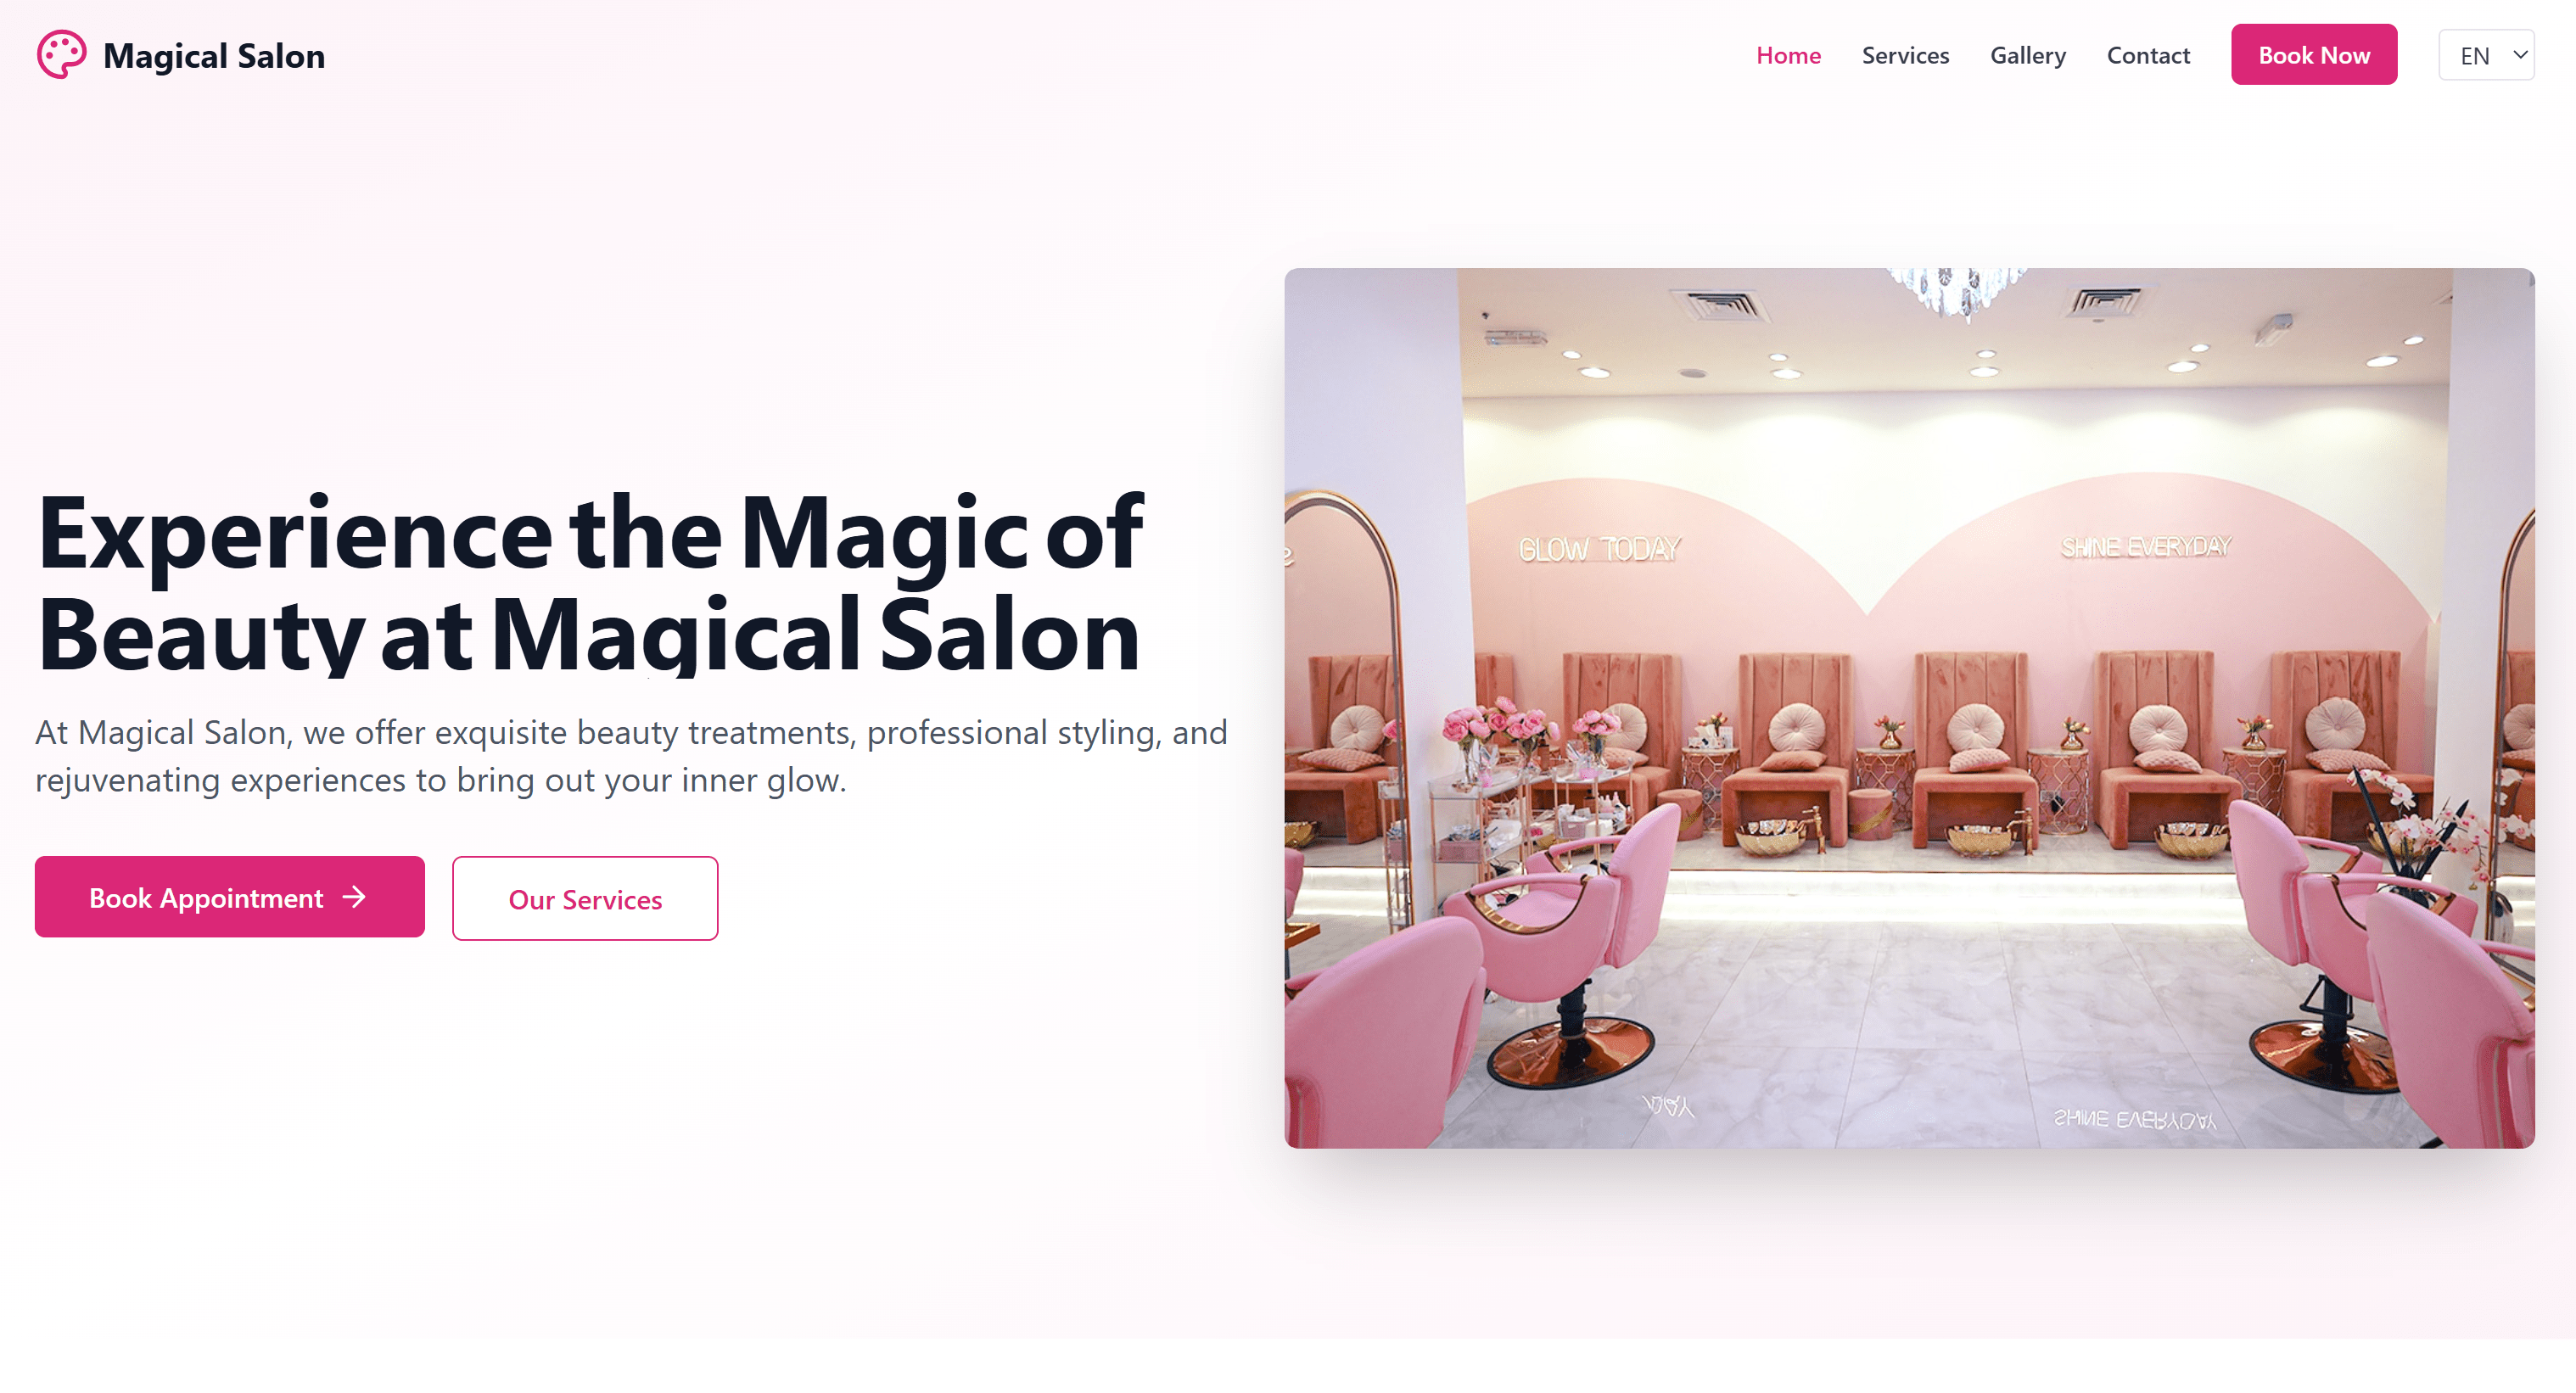 Magical Salon
Home
Services
Gallery
Contact
Book Now
EN
Experience the Magic of
Beauty at Magical Salon
At Magical Salon, we offer exquisite beauty treatments, professional styling, and
rejuvenating experiences to bring out your inner glow.
Book Appointment
Our Services
GLOW TODAY
SHINE EVERYDAY
SHINE EVERYDAY